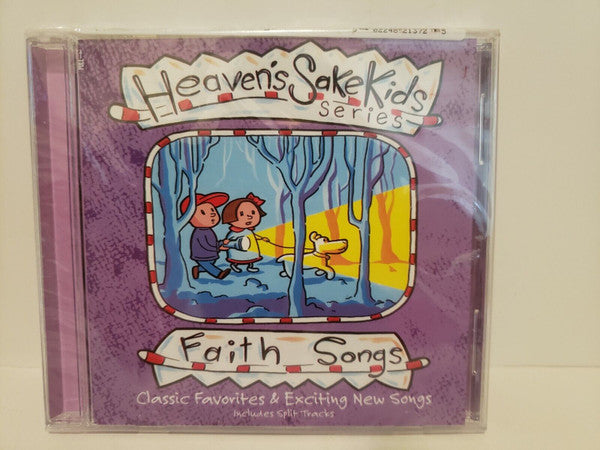 Heaven's Sake Kids
Series
Faith Songs
Classic Favorites & Exciting New Songs
Includes Split Tracks